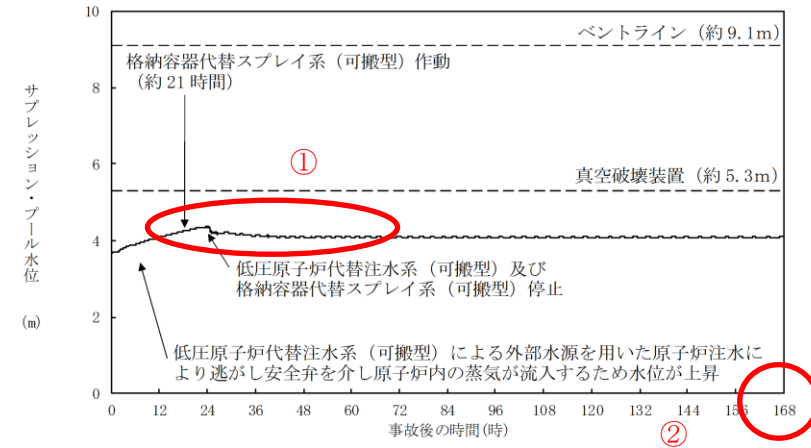 10
ベントライン (約 9.1m)
格納容器代替スプレイ系 (可搬型) 作動
(約 21 時間)
8
①
6
真空破壊装置 (約 5.3m)
サプレッション・プール水位
(m)
4
低圧原子炉代替注水系 (可搬型) 及び
格納容器代替スプレイ系 (可搬型) 停止
2
低圧原子炉代替注水系 (可搬型) による外部水源を用いた原子炉注水に
より逃がし安全弁を介し原子炉内の蒸気が流入するため水位が上昇
0
0 12 24 36 48 60 72 84 96 108 120 132 144 156 168
事故後の時間(時)
②